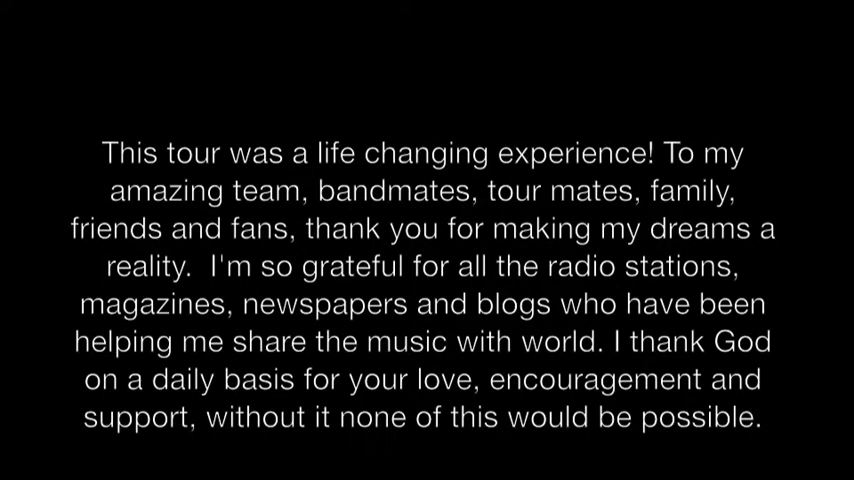 This tour was a life changing experience! To my
amazing team, bandmates, tour mates, family,
friends and fans, thank you for making my dreams a
reality.  I'm so grateful for all the radio stations,
magazines, newspapers and blogs who have been
helping me share the music with world. I thank God
on a daily basis for your love, encouragement and
support, without it none of this would be possible.